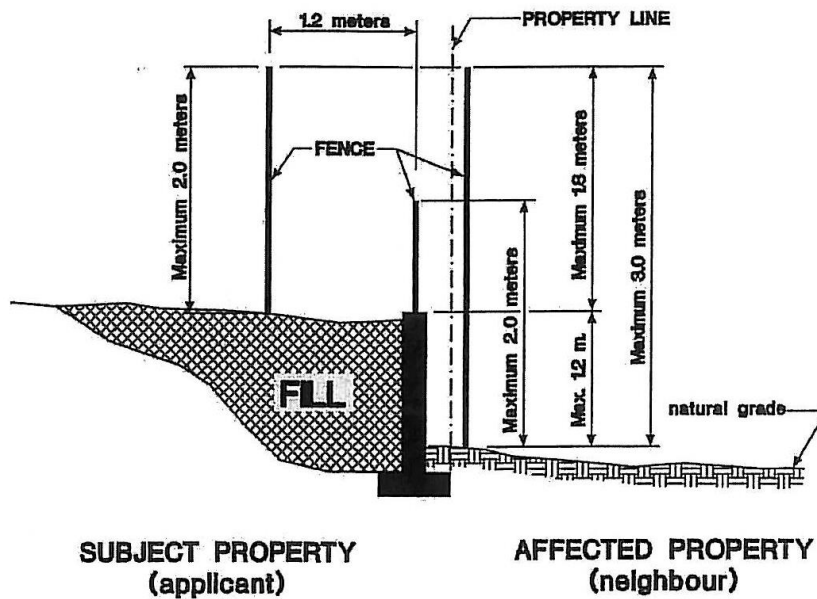 1.2 meters
PROPERTY LINE
FENCE
Maximum 2.0 meters
Maximum 2.0 meters
Maximum 1.8 meters
Max. 1.2 m.
Maximum 3.0 meters
natural grade
FILL
SUBJECT PROPERTY
(applicant)
AFFECTED PROPERTY
(neighbour)